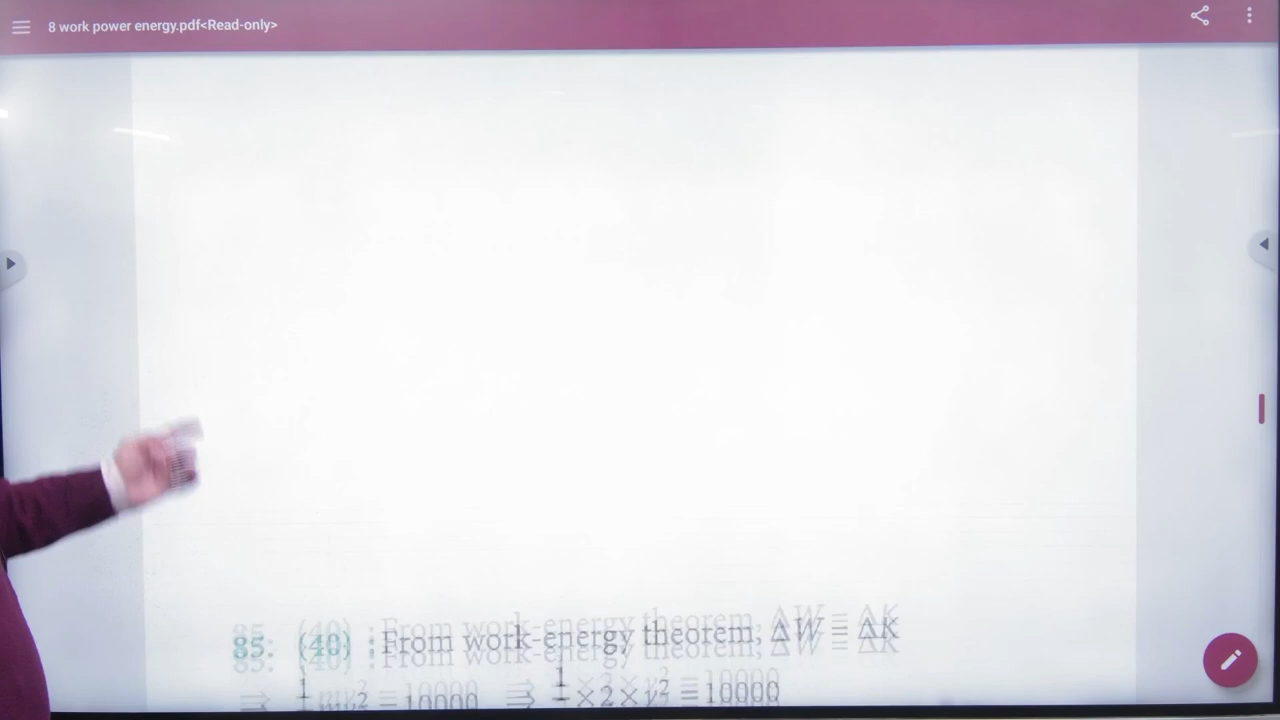 8 work power energy.pdf<Read-only>
85. (40) : From work-energy theorem, ΔW = ΔK
⇒ 1/2 mv² = 10000 ⇒ 1/2 × 2 × v² = 10000